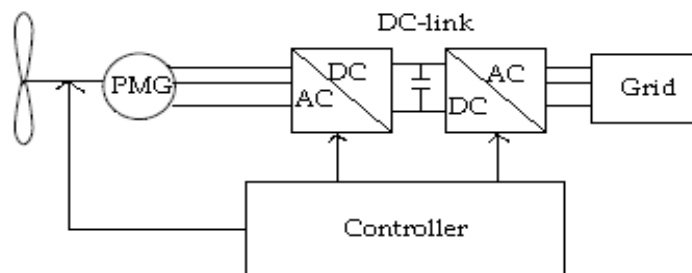 DC-link
PMG
DC
AC
AC
DC
Grid
Controller